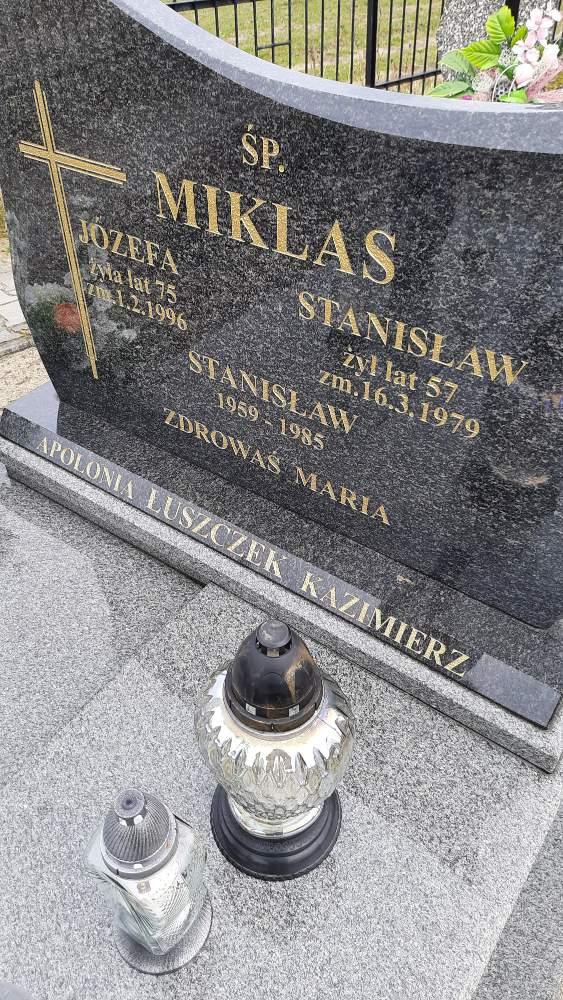 ŚP.
MIKLAS
JÓZEFA
żyła lat 75
zm.1.2.1996
STANISŁAW
żył lat 57
zm.16.3.1979
STANISŁAW
1959 - 1985
ZDROWAŚ MARIA
APOLONIA ŁUSZCZEK KAZIMIERZ